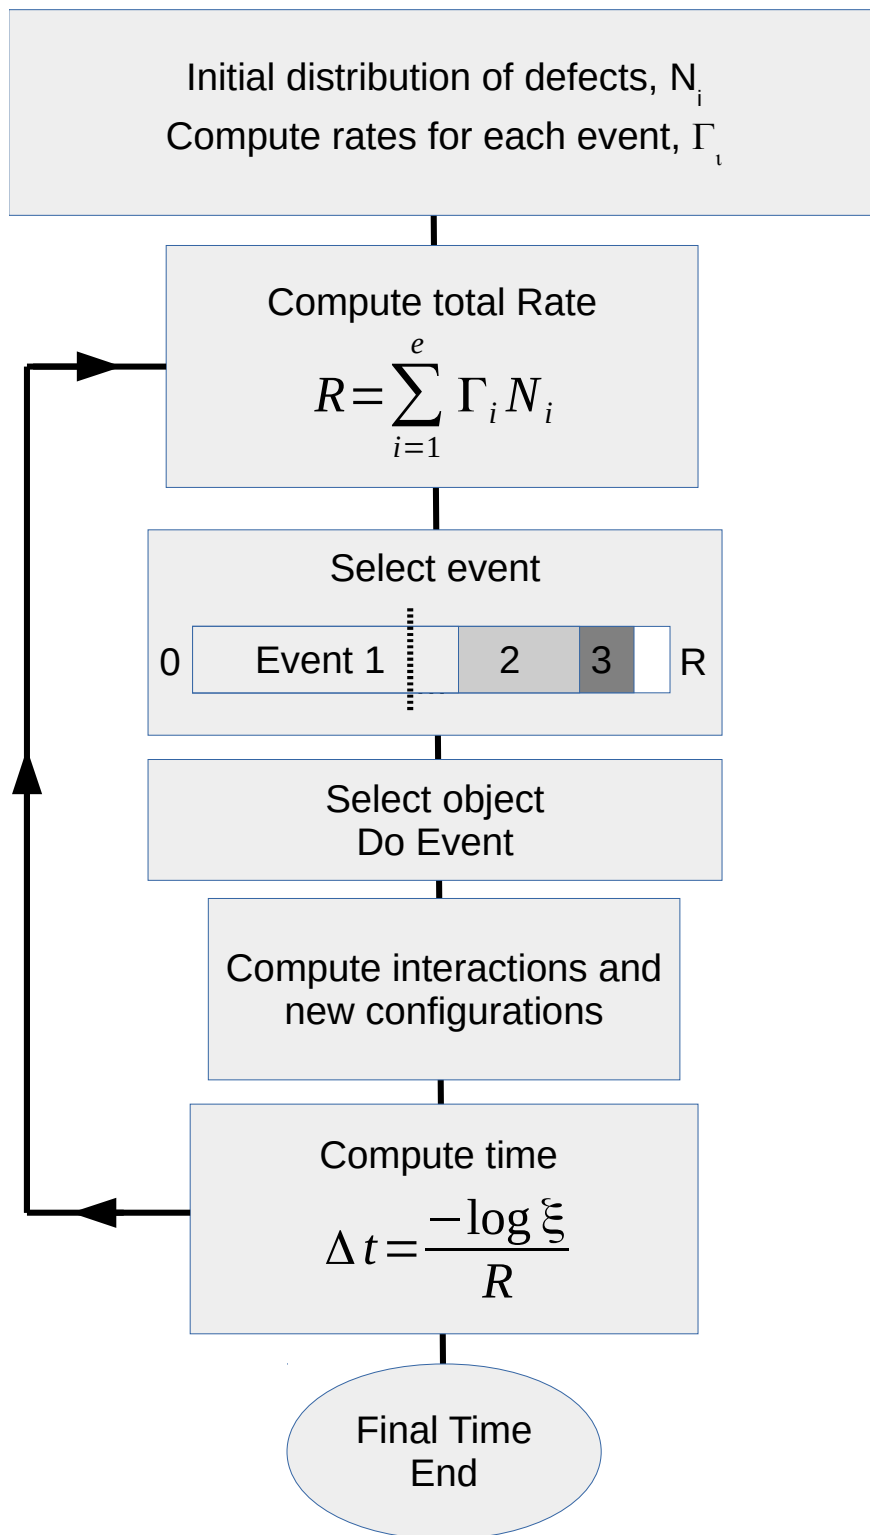 Initial distribution of defects, Nᵢ
Compute rates for each event, Γᵢ
Compute total Rate
R = ∑_{i=1}^{e} Γᵢ Nᵢ
Select event
0 Event 1 2 3 R
Select object
Do Event
Compute interactions and
new configurations
Compute time
Δt = −log ξ / R
Final Time
End